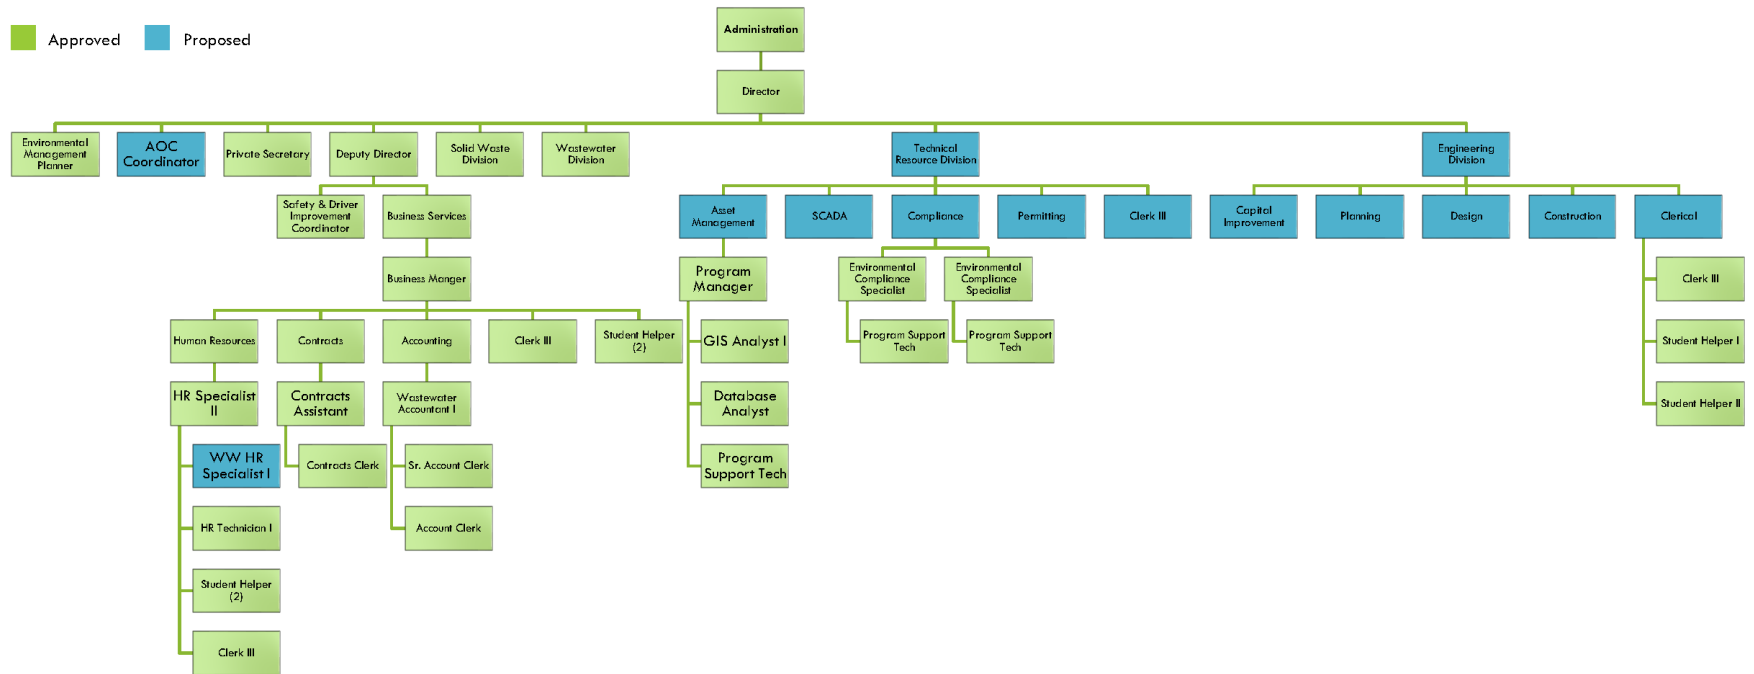 Approved
Proposed
Administration
Director
Environmental
Management
Planner
AOC
Coordinator
Private Secretary
Deputy Director
Solid Waste
Division
Wastewater
Division
Technical
Resource Division
Engineering
Division
Safety & Driver
Improvement
Coordinator
Business Services
Asset
Management
SCADA
Compliance
Permitting
Clerk III
Capital
Improvement
Planning
Design
Construction
Clerical
Business Manger
Program
Manager
Environmental
Compliance
Specialist
Environmental
Compliance
Specialist
Clerk III
Human Resources
Contracts
Accounting
Clerk III
Student Helper
(2)
GIS Analyst I
Program Support
Tech
Program Support
Tech
Student Helper I
HR Specialist
II
Contracts
Assistant
Wastewater
Accountant I
Database
Analyst
Student Helper II
WW HR
Specialist I
Contracts Clerk
Sr. Account Clerk
Program
Support Tech
HR Technician I
Account Clerk
Student Helper
(2)
Clerk III